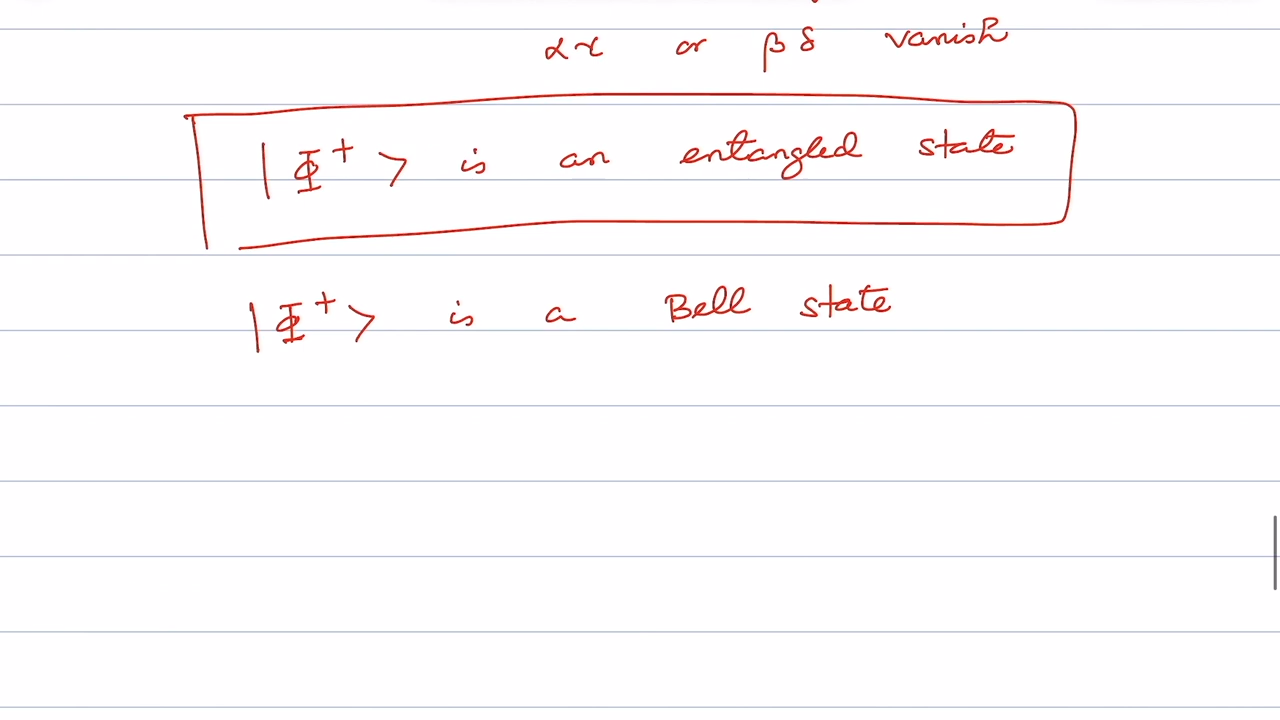 αγ or βδ vanish
|Φ⁺> is an entangled state
|Φ⁺> is a Bell state